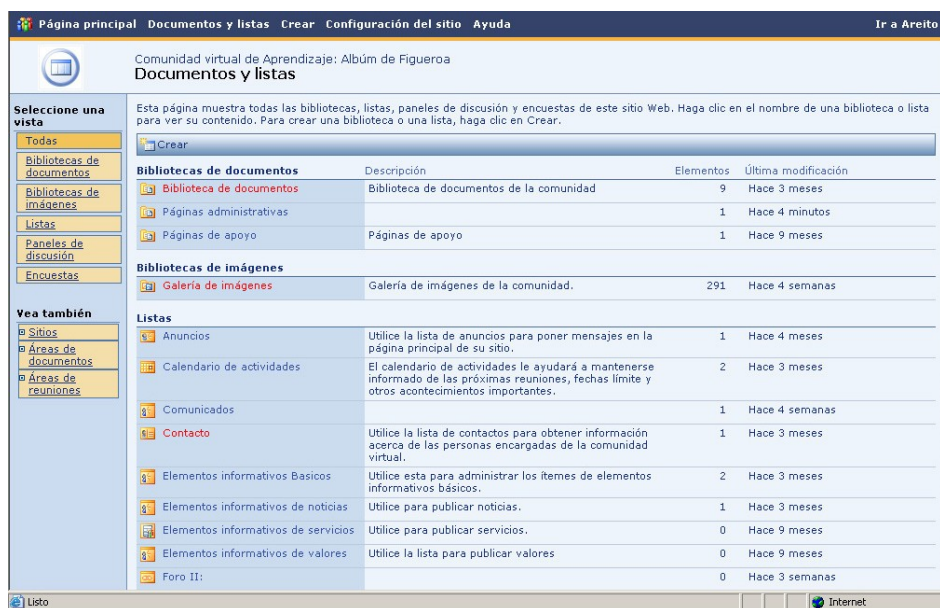 Página principal Documentos y listas Crear Configuración del sitio Ayuda Ir a Areito
Comunidad virtual de Aprendizaje: Albúm de Figueroa
Documentos y listas
Seleccione una
vista
Todas
Bibliotecas de
documentos
Bibliotecas de
imágenes
Listas
Paneles de
discusión
Encuestas
Vea también
Sitios
Áreas de
documentos
Áreas de
reuniones
Esta página muestra todas las bibliotecas, listas, paneles de discusión y encuestas de este sitio Web. Haga clic en el nombre de una biblioteca o lista
para ver su contenido. Para crear una biblioteca o una lista, haga clic en Crear.
Crear
Bibliotecas de documentos Descripción Elementos Última modificación
Biblioteca de documentos Biblioteca de documentos de la comunidad 9 Hace 3 meses
Páginas administrativas 1 Hace 4 minutos
Páginas de apoyo Páginas de apoyo 1 Hace 9 meses
Bibliotecas de imágenes
Galería de imágenes Galería de imágenes de la comunidad. 291 Hace 4 semanas
Listas
Anuncios Utilice la lista de anuncios para poner mensajes en la 1 Hace 4 meses
página principal de su sitio.
Calendario de actividades El calendario de actividades le ayudará a mantenerse 2 Hace 3 meses
informado de las próximas reuniones, fechas límite y
otros acontecimientos importantes.
Comunicados 1 Hace 4 semanas
Contacto Utilice la lista de contactos para obtener información 1 Hace 3 meses
acerca de las personas encargadas de la comunidad
virtual.
Elementos informativos Basicos Utilice esta para administrar los ítemes de elementos 2 Hace 3 meses
informativos básicos.
Elementos informativos de noticias Utilice para publicar noticias. 1 Hace 3 meses
Elementos informativos de servicios Utilice para publicar servicios. 0 Hace 9 meses
Elementos informativos de valores Utilice la lista para publicar valores 0 Hace 9 meses
Foro II: 0 Hace 3 semanas
Listo Internet